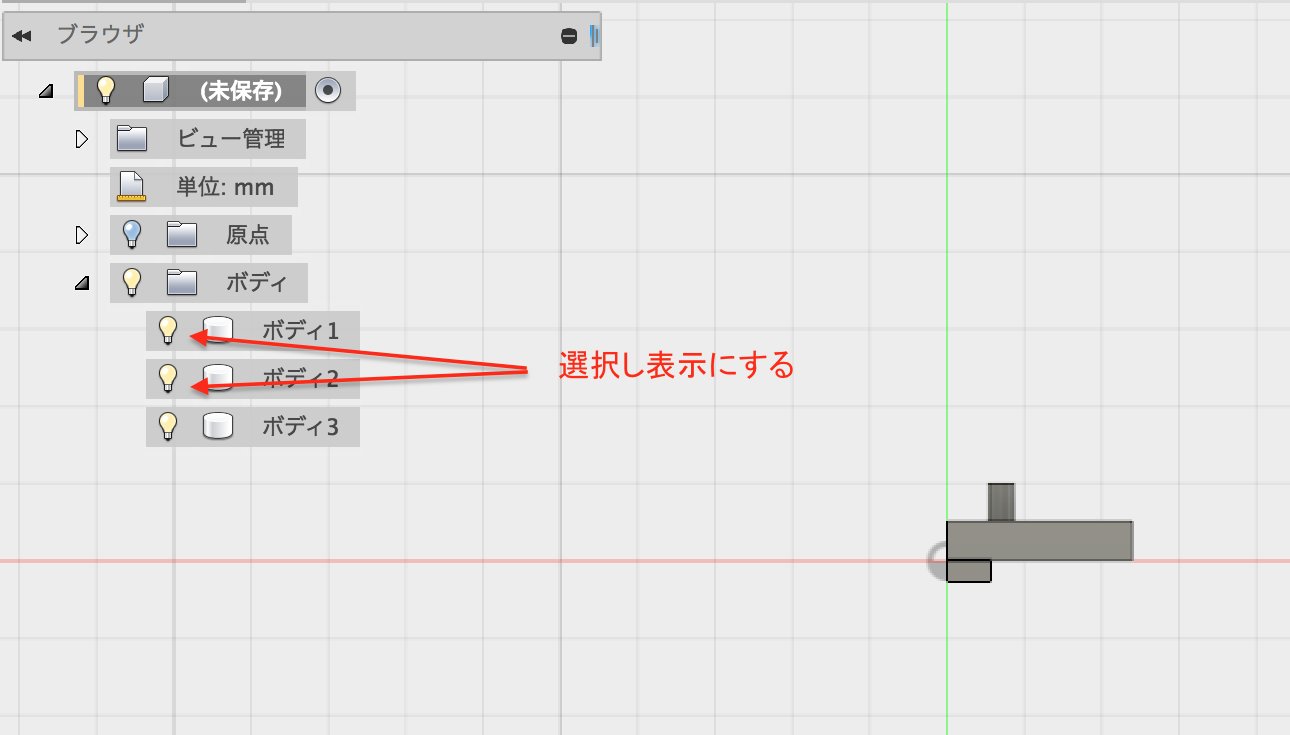 ブラウザ
(未保存)
ビュー管理
単位: mm
原点
ボディ
ボディ1
選択し表示にする
ボディ2
ボディ3